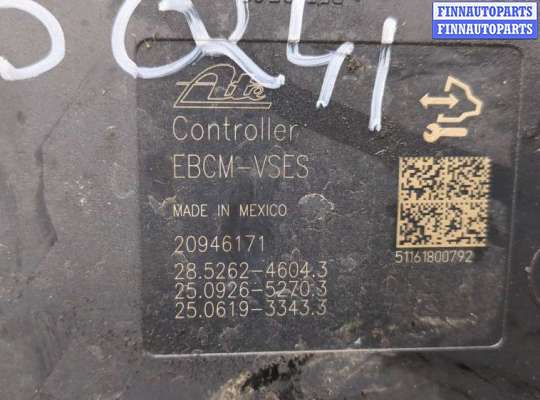 FINNAUTOPARTS
FINNAUTOPARTS
Ate
Controller
EBCM-VSES
MADE IN MEXICO
20946171
51161800792
28.5262-4604.3
25.0926-5270.3
25.0619-3343.3